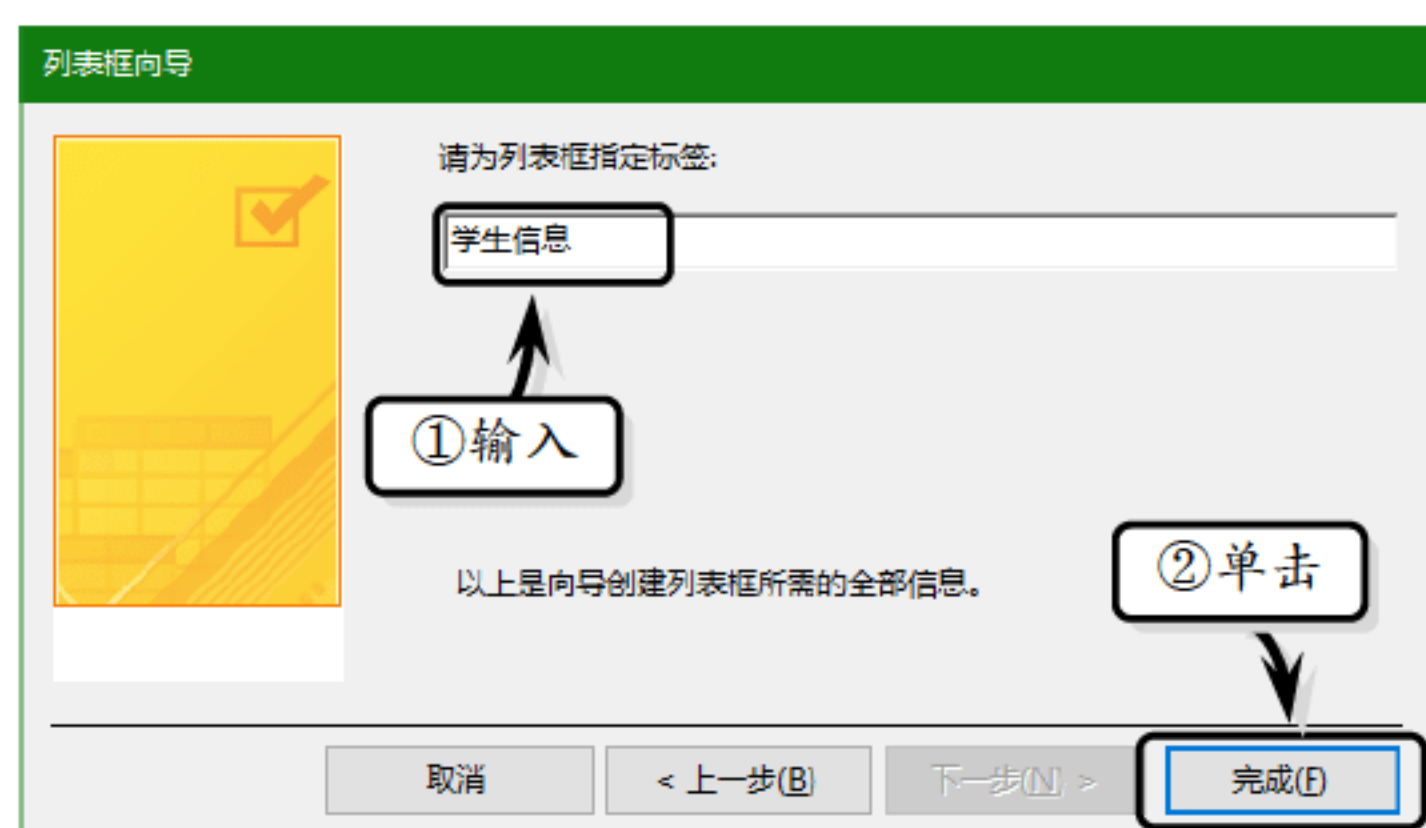 列表框向导
请为列表框指定标签:
学生信息
①输入
以上是向导创建列表框所需的全部信息。
②单击
取消
< 上一步(B)
下一步(N) >
完成(F)